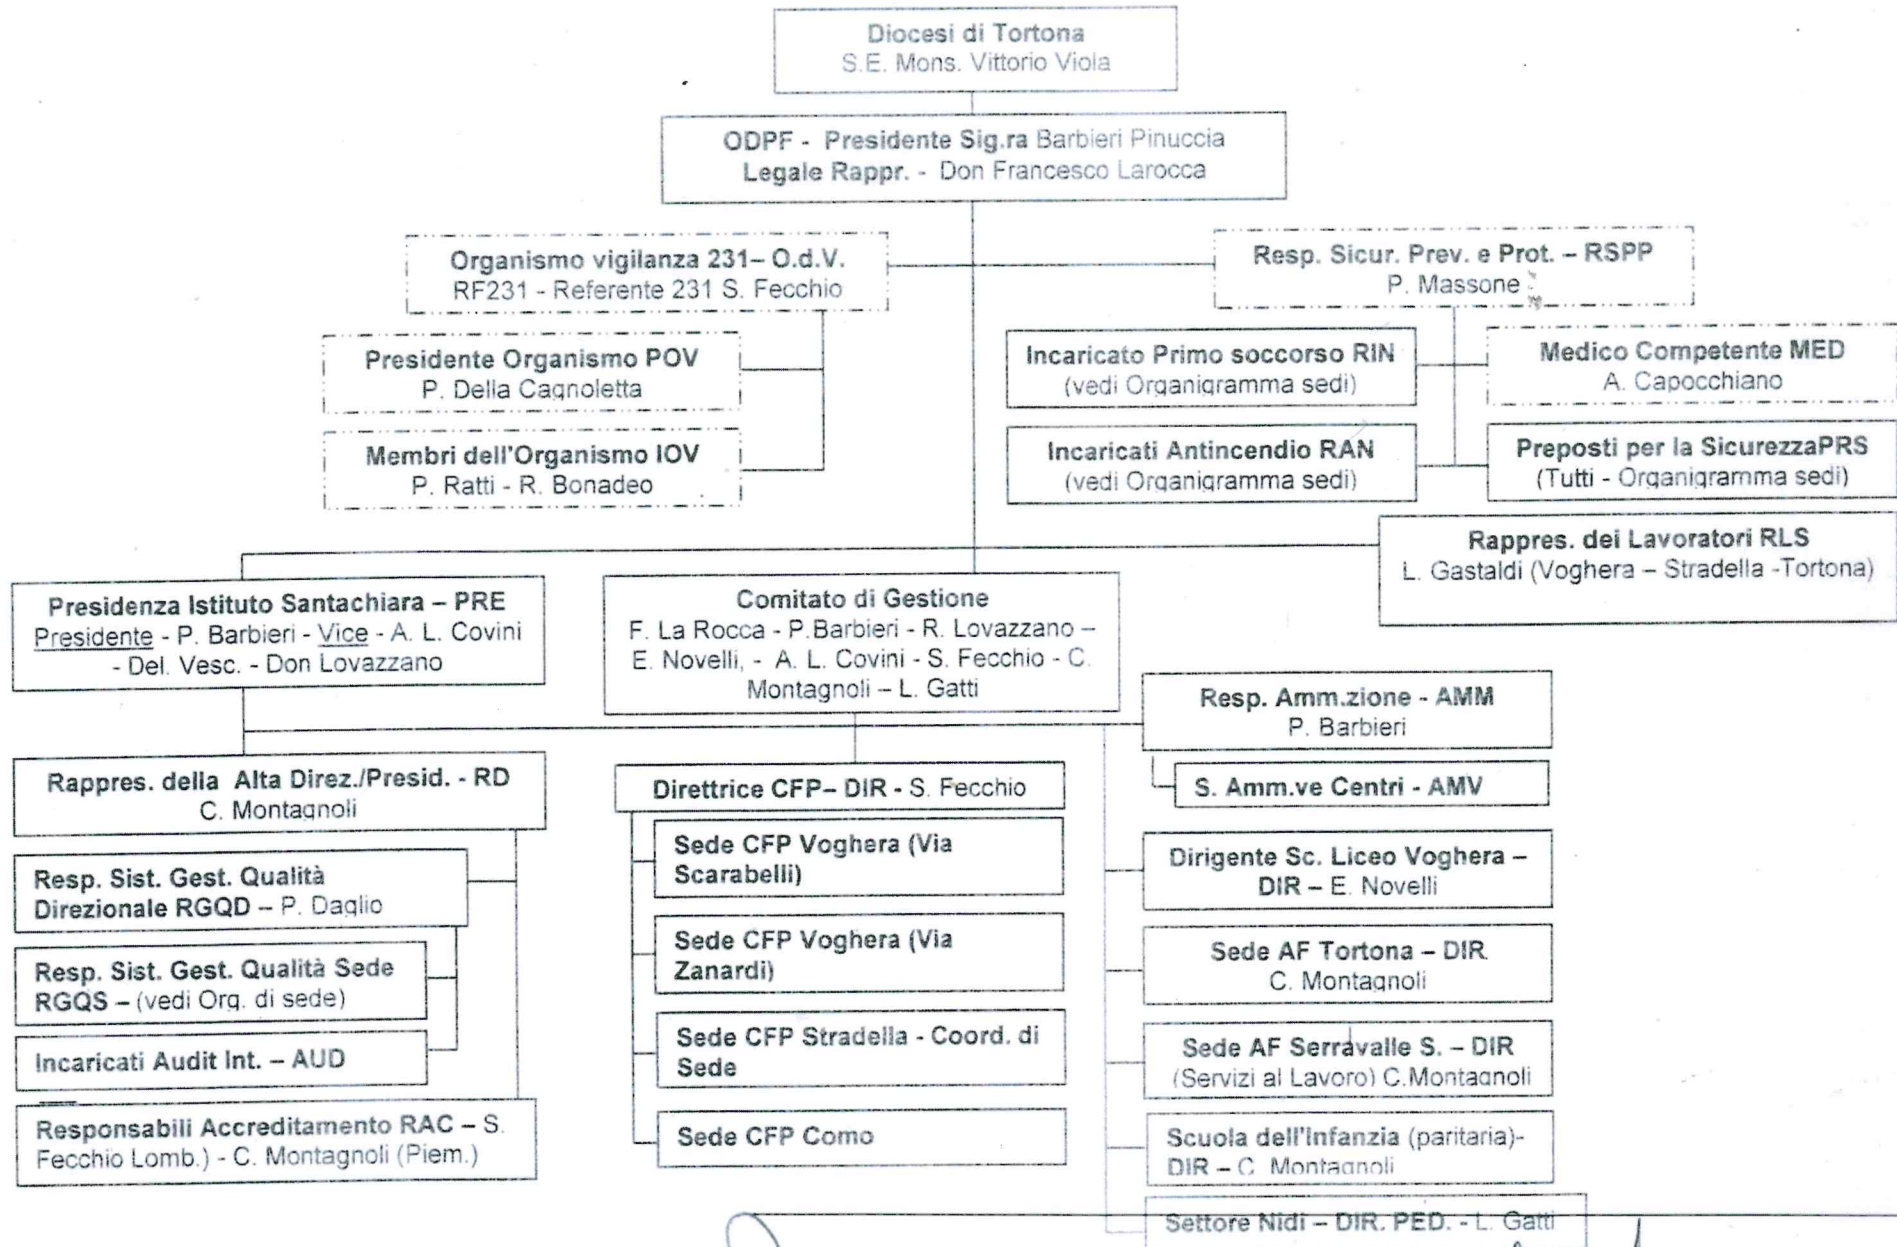 Diocesi di Tortona
S.E. Mons. Vittorio Viola
ODPF - Presidente Sig.ra Barbieri Pinuccia
Legale Rappr. - Don Francesco Larocca
Organismo vigilanza 231– O.d.V.
RF231 - Referente 231 S. Fecchio
Resp. Sicur. Prev. e Prot. – RSPP
P. Massone
Presidente Organismo POV
P. Della Cagnoletta
Incaricato Primo soccorso RIN
(vedi Organigramma sedi)
Medico Competente MED
A. Capocchiano
Membri dell'Organismo IOV
P. Ratti - R. Bonadeo
Incaricati Antincendio RAN
(vedi Organigramma sedi)
Preposti per la SicurezzaPRS
(Tutti - Organigramma sedi)
Rappres. dei Lavoratori RLS
L. Gastaldi (Voghera – Stradella -Tortona)
Presidenza Istituto Santachiara – PRE
Presidente - P. Barbieri - Vice - A. L. Covini
- Del. Vesc. - Don Lovazzano
Comitato di Gestione
F. La Rocca - P.Barbieri - R. Lovazzano –
E. Novelli, - A. L. Covini - S. Fecchio - C.
Montagnoli – L. Gatti
Resp. Amm.zione - AMM
P. Barbieri
S. Amm.ve Centri - AMV
Rappres. della Alta Direz./Presid. - RD
C. Montagnoli
Resp. Sist. Gest. Qualità
Direzionale RGQD – P. Daglio
Resp. Sist. Gest. Qualità Sede
RGQS – (vedi Org. di sede)
Incaricati Audit Int. – AUD
Responsabili Accreditamento RAC – S.
Fecchio Lomb.) - C. Montagnoli (Piem.)
Direttrice CFP– DIR - S. Fecchio
Sede CFP Voghera (Via
Scarabelli)
Sede CFP Voghera (Via
Zanardi)
Sede CFP Stradella - Coord. di
Sede
Sede CFP Como
Dirigente Sc. Liceo Voghera –
DIR – E. Novelli
Sede AF Tortona – DIR
C. Montagnoli
Sede AF Serravalle S. – DIR
(Servizi al Lavoro) C.Montagnoli
Scuola dell'Infanzia (paritaria)-
DIR – C. Montagnoli
Settore Nidi – DIR. PED. - L. Gatti